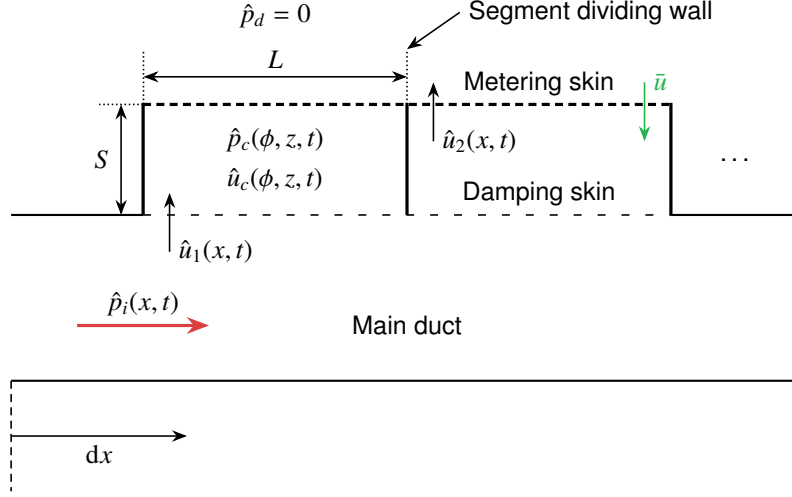 p̂_d = 0
Segment dividing wall
L
Metering skin
ū
S
p̂_c(ϕ, z, t)
û_c(ϕ, z, t)
û_2(x, t)
Damping skin
...
û_1(x, t)
p̂_i(x, t)
Main duct
dx